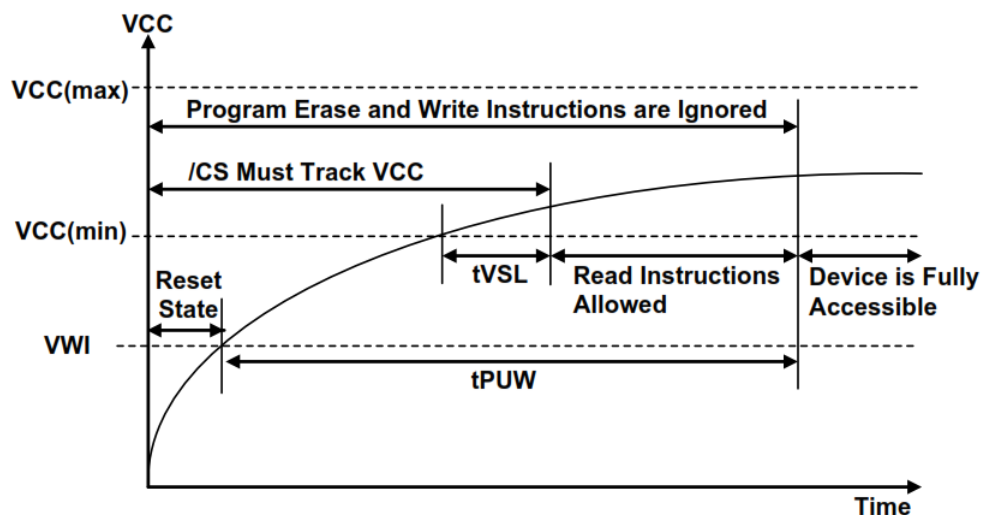 VCC
VCC(max)
Program Erase and Write Instructions are Ignored
/CS Must Track VCC
VCC(min)
Reset
State
tVSL
Read Instructions
Allowed
Device is Fully
Accessible
VWI
tPUW
Time